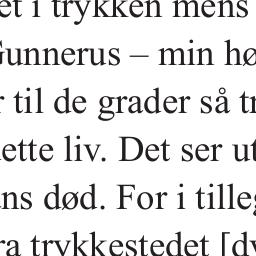 et i trykken mens
Gunnerus – min hø
r til de grader så tr
ette liv. Det ser ut
ns død. For i tilleg
ra trykkestedet [dv